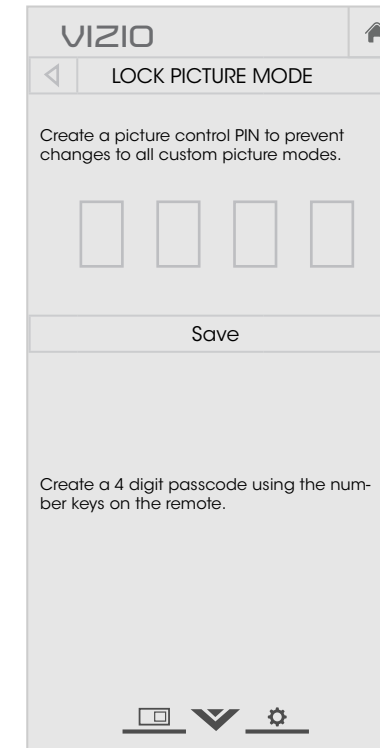 VIZIO
LOCK PICTURE MODE
Create a picture control PIN to prevent
changes to all custom picture modes.
Save
Create a 4 digit passcode using the num-
ber keys on the remote.